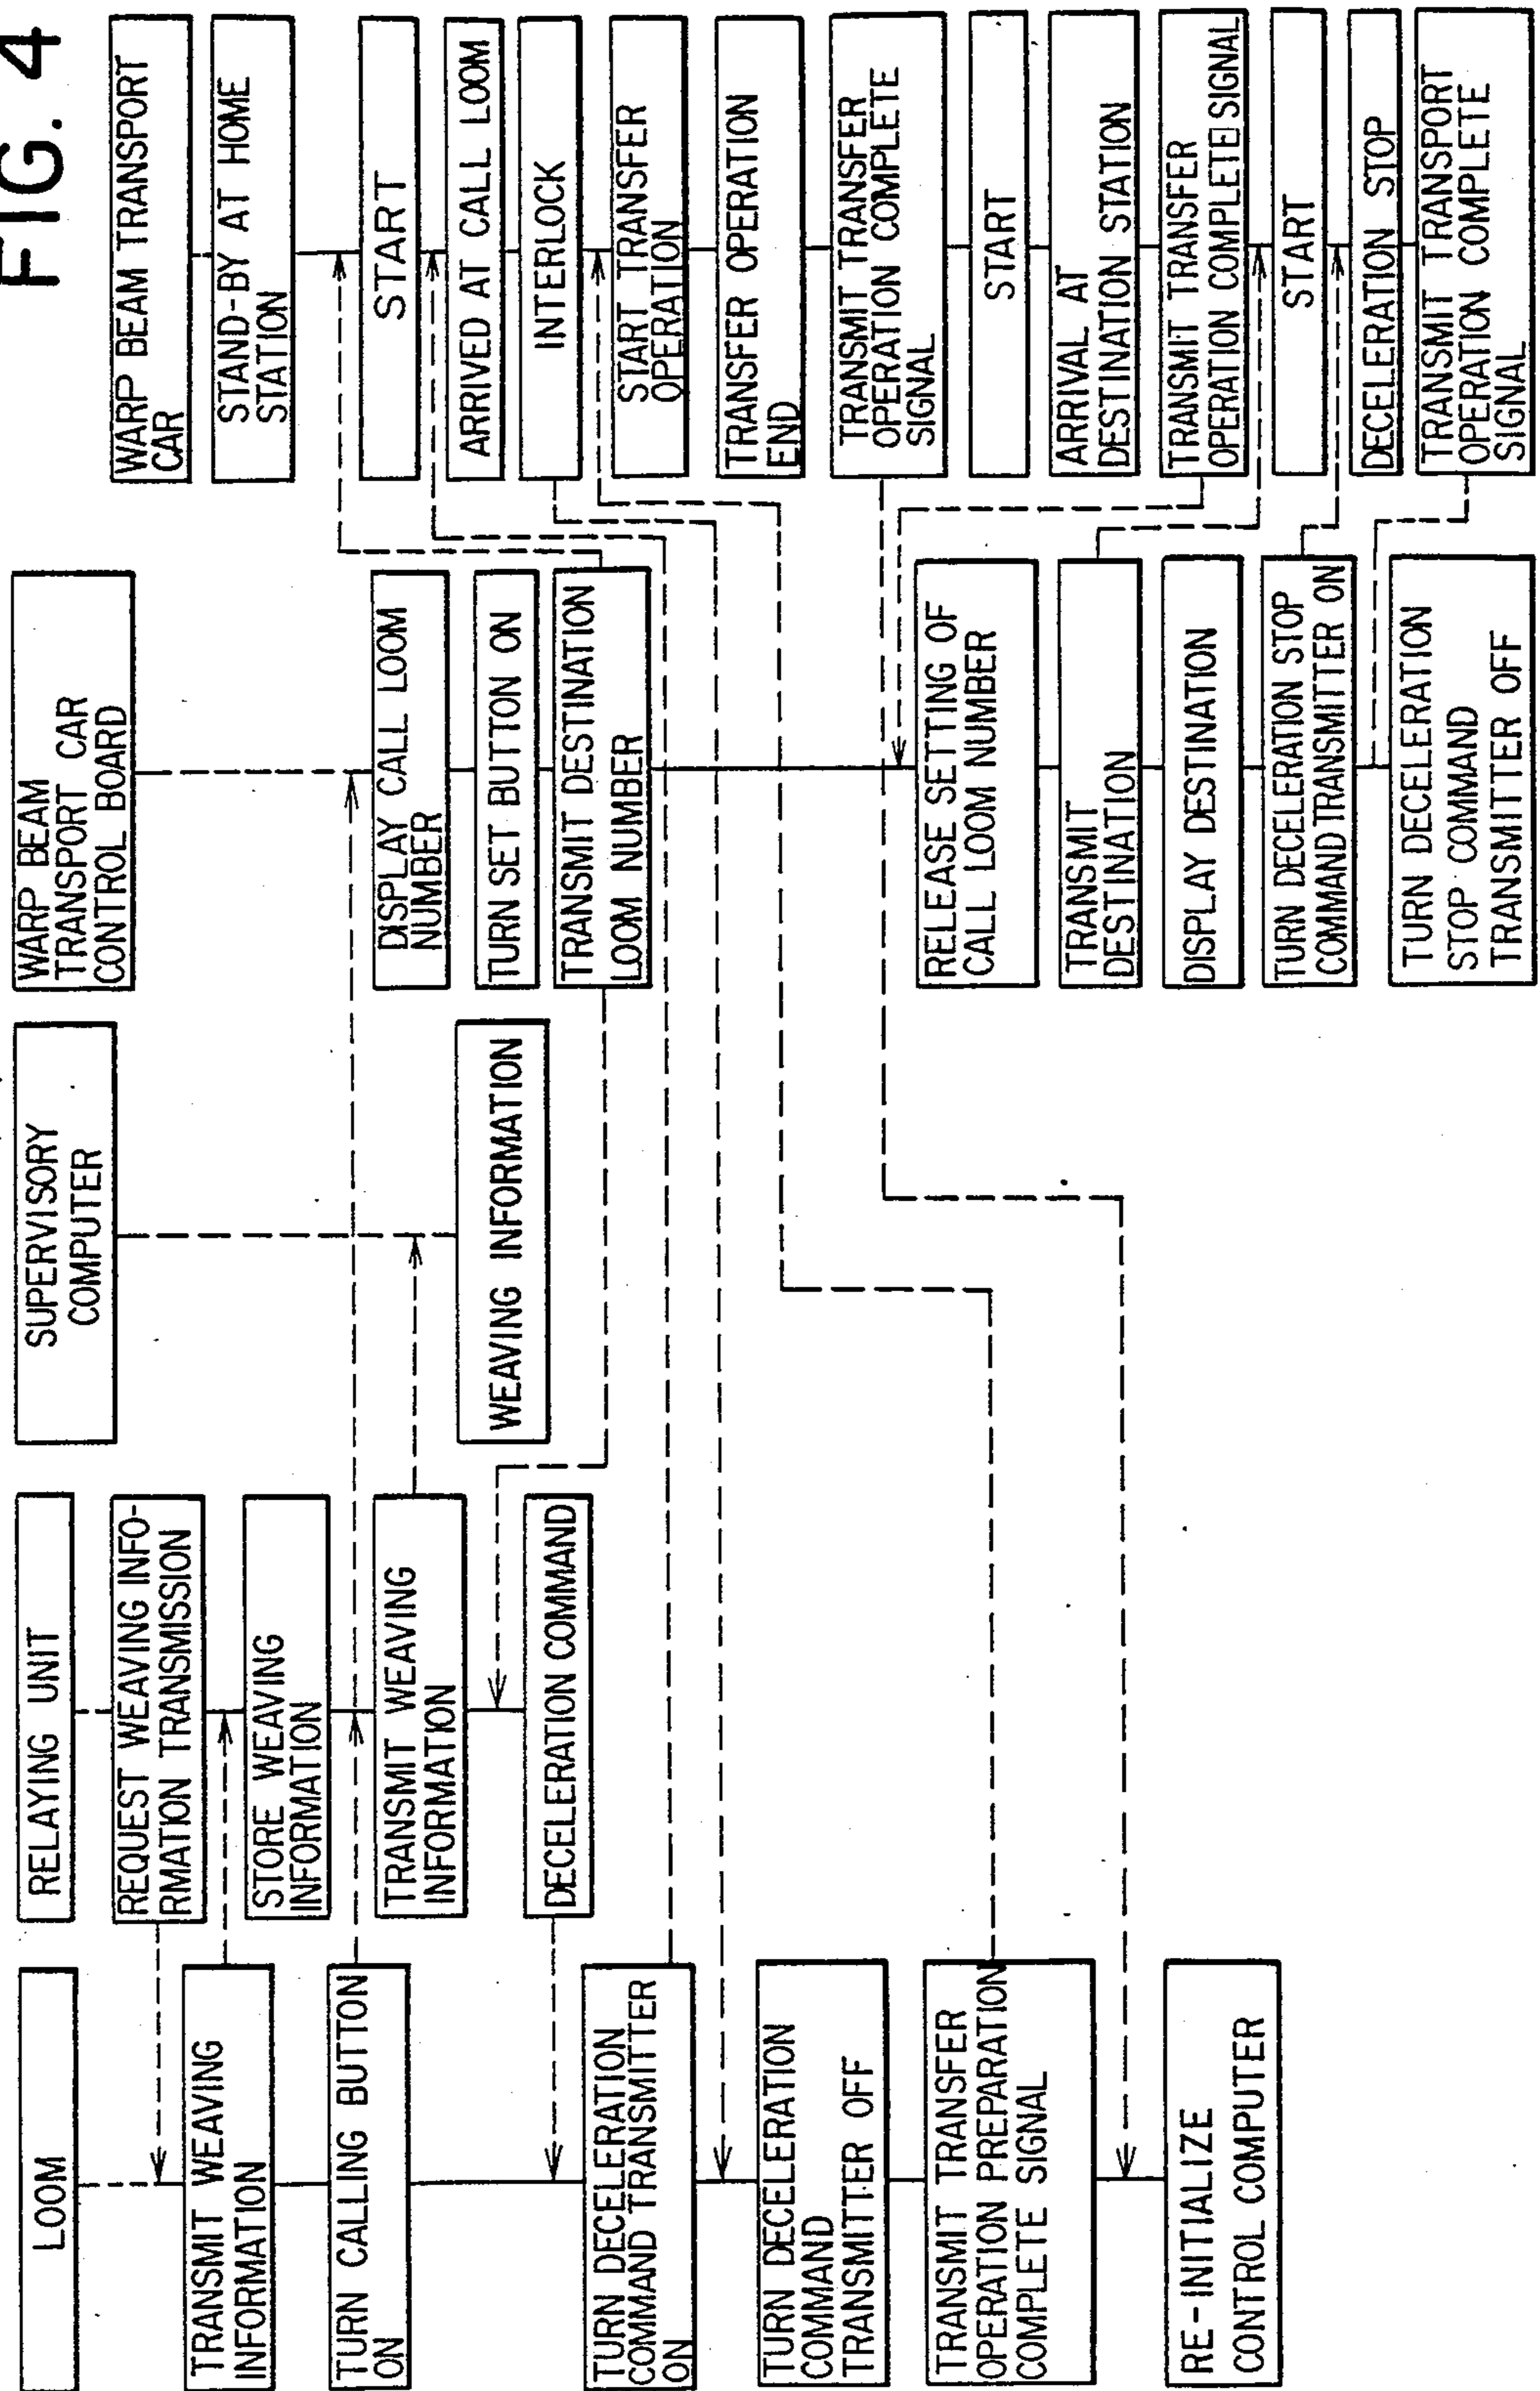 FIG. 4
LOOM
TRANSMIT WEAVING
INFORMATION
TURN CALLING BUTTON
ON
TURN DECELERATION
COMMAND TRANSMITTER
ON
TURN DECELERATION
COMMAND
TRANSMITTER OFF
TRANSMIT TRANSFER
OPERATION PREPARATION
COMPLETE SIGNAL
RE-INITIALIZE
CONTROL COMPUTER
RELAYING UNIT
REQUEST WEAVING INFO-
RMATION TRANSMISSION
STORE WEAVING
INFORMATION
TRANSMIT WEAVING
INFORMATION
DECELERATION COMMAND
SUPERVISORY
COMPUTER
WEAVING INFORMATION
WARP BEAM
TRANSPORT CAR
CONTROL BOARD
DISPLAY CALL LOOM
NUMBER
TURN SET BUTTON ON
TRANSMIT DESTINATION
LOOM NUMBER
RELEASE SETTING OF
CALL LOOM NUMBER
TRANSMIT
DESTINATION
DISPLAY DESTINATION
TURN DECELERATION STOP
COMMAND TRANSMITTER ON
TURN DECELERATION
STOP COMMAND
TRANSMITTER OFF
WARP BEAM TRANSPORT
CAR
STAND-BY AT HOME
STATION
START
ARRIVED AT CALL LOOM
INTERLOCK
START TRANSFER
OPERATION
TRANSFER OPERATION
END
TRANSMIT TRANSFER
OPERATION COMPLETE
SIGNAL
START
ARRIVAL AT
DESTINATION STATION
TRANSMIT TRANSFER
OPERATION COMPLETE SIGNAL
START
DECELERATION STOP
TRANSMIT TRANSPORT
OPERATION COMPLETE
SIGNAL